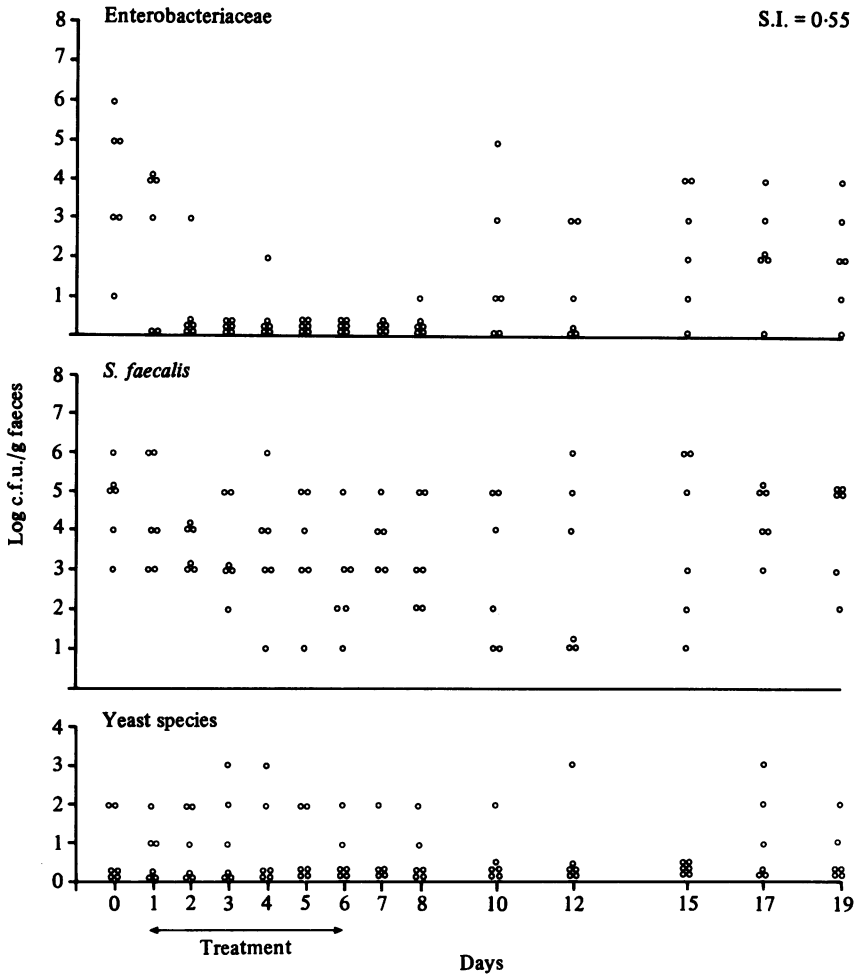 Enterobacteriaceae
S.I. = 0·55
8
7
6
5
4
3
2
1
S. faecalis
8
7
6
5
4
3
2
1
Log c.f.u./g faeces
Yeast species
4
3
2
1
0
0 1 2 3 4 5 6 7 8 10 12 15 17 19
Treatment
Days